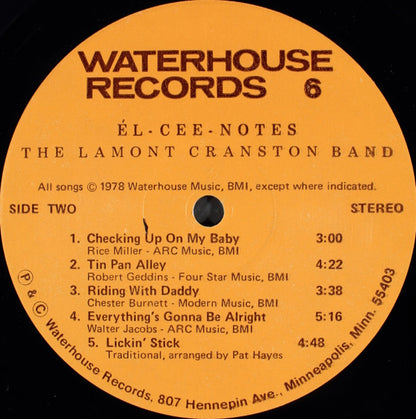 WATERHOUSE
RECORDS 6
ÉL-CEE-NOTES
THE LAMONT CRANSTON BAND
All songs © 1978 Waterhouse Music, BMI, except where indicated.
SIDE TWO
STEREO
1. Checking Up On My Baby 3:00
Rice Miller - ARC Music, BMI
2. Tin Pan Alley 4:22
Robert Geddins - Four Star Music, BMI
3. Riding With Daddy 3:38
Chester Burnett - Modern Music, BMI
4. Everything's Gonna Be Alright 5:16
Walter Jacobs - ARC Music, BMI
5. Lickin' Stick 4:48
Traditional, arranged by Pat Hayes
℗ & © Waterhouse Records, 807 Hennepin Ave., Minneapolis, Minn. 55403